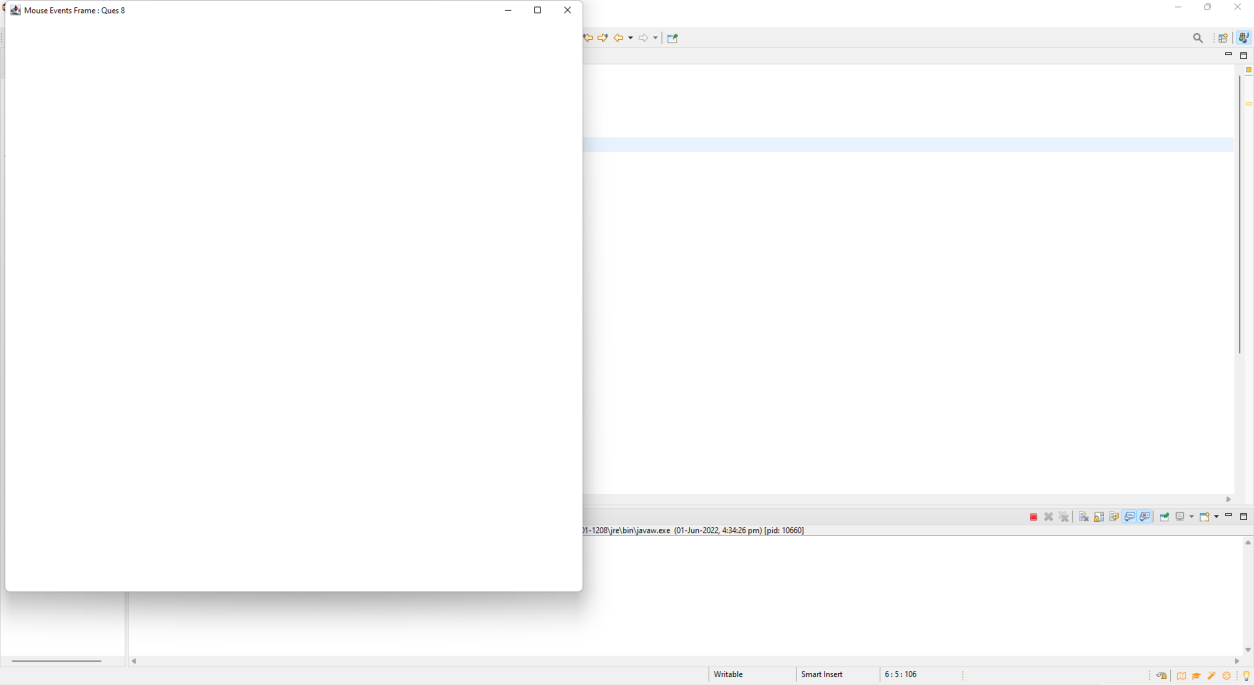 Mouse Events Frame : Ques 8
01-1208\jre\bin\javaw.exe (01-Jun-2022, 4:34:26 pm) [pid: 10660]
Writable
Smart Insert
6 : 5 : 106